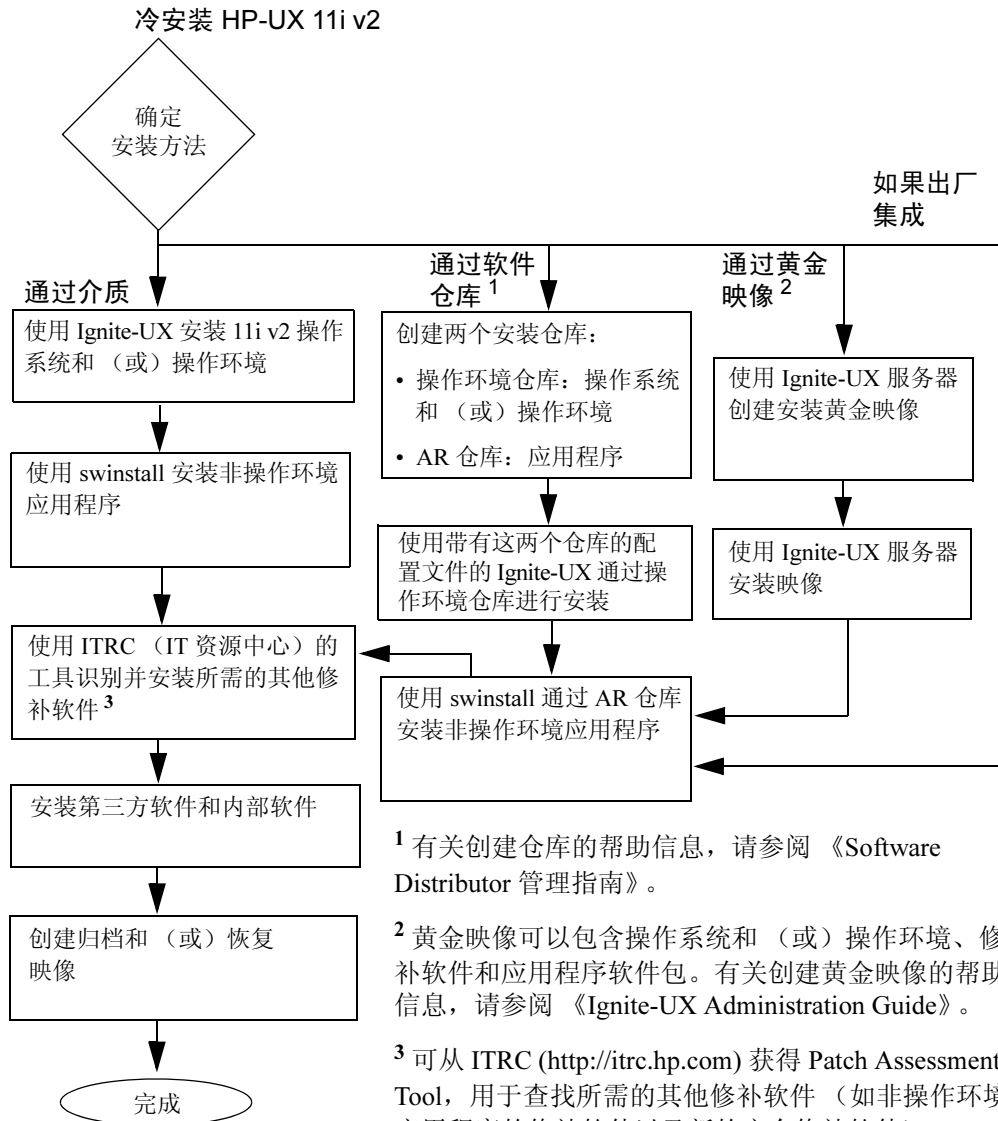 冷安装 HP-UX 11i v2
确定
安装方法
如果出厂
集成
通过介质
使用 Ignite-UX 安装 11i v2 操作
系统和 （或）操作环境
使用 swinstall 安装非操作环境
应用程序
使用 ITRC （IT 资源中心）的
工具识别并安装所需的其他修
补软件 3
安装第三方软件和内部软件
创建归档和 （或）恢复
映像
完成
通过软件
仓库 1
创建两个安装仓库：
• 操作环境仓库：操作系统
和 （或）操作环境
• AR 仓库：应用程序
使用带有这两个仓库的配
置文件的 Ignite-UX 通过操
作环境仓库进行安装
使用 swinstall 通过 AR 仓库
安装非操作环境应用程序
通过黄金
映像 2
使用 Ignite-UX 服务器
创建安装黄金映像
使用 Ignite-UX 服务器
安装映像
1 有关创建仓库的帮助信息，请参阅 《Software
Distributor 管理指南》。
2 黄金映像可以包含操作系统和 （或）操作环境、修
补软件和应用程序软件包。有关创建黄金映像的帮助
信息，请参阅 《Ignite-UX Administration Guide》。
3 可从 ITRC (http://itrc.hp.com) 获得 Patch Assessment
Tool，用于查找所需的其他修补软件 （如非操作环境